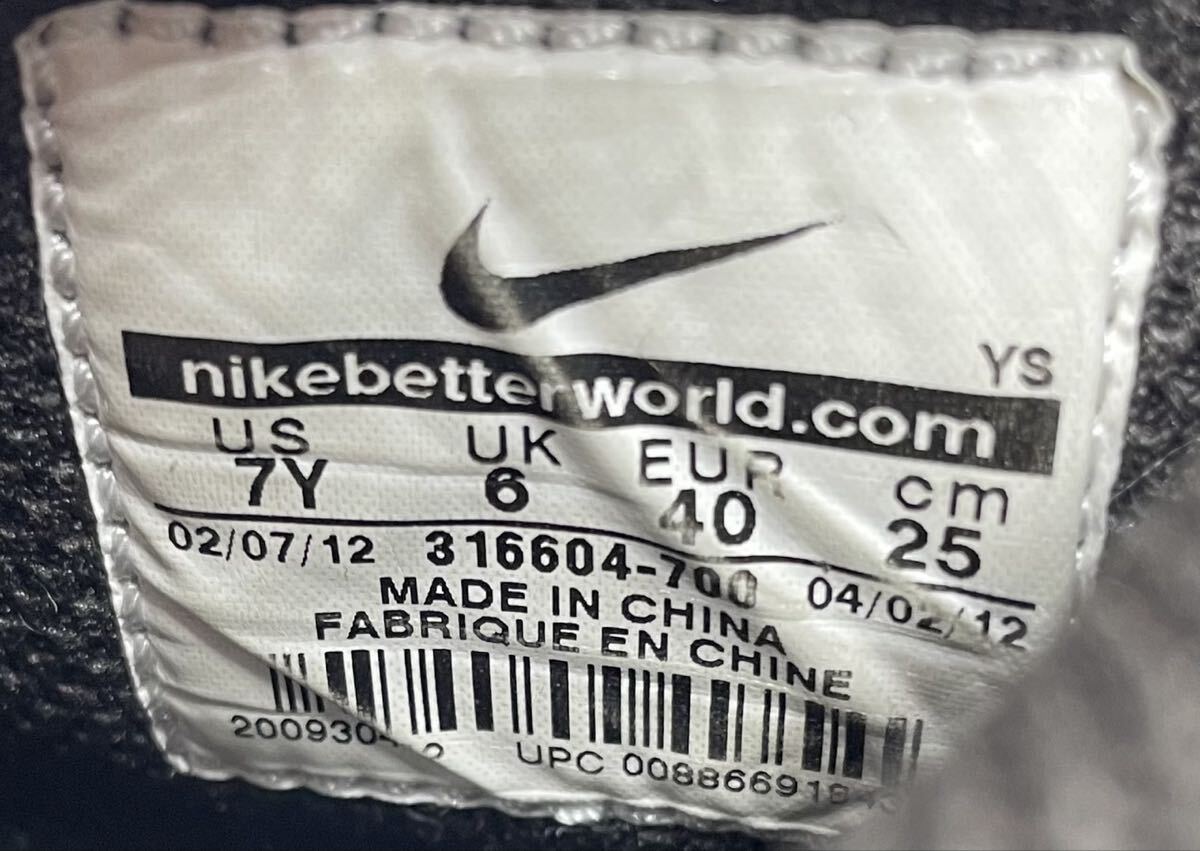 YS
nikebetterworld.com
US UK EUR cm
7Y 6 40 25
02/07/12 316604-700 04/02/12
MADE IN CHINA
FABRIQUE EN CHINE
UPC